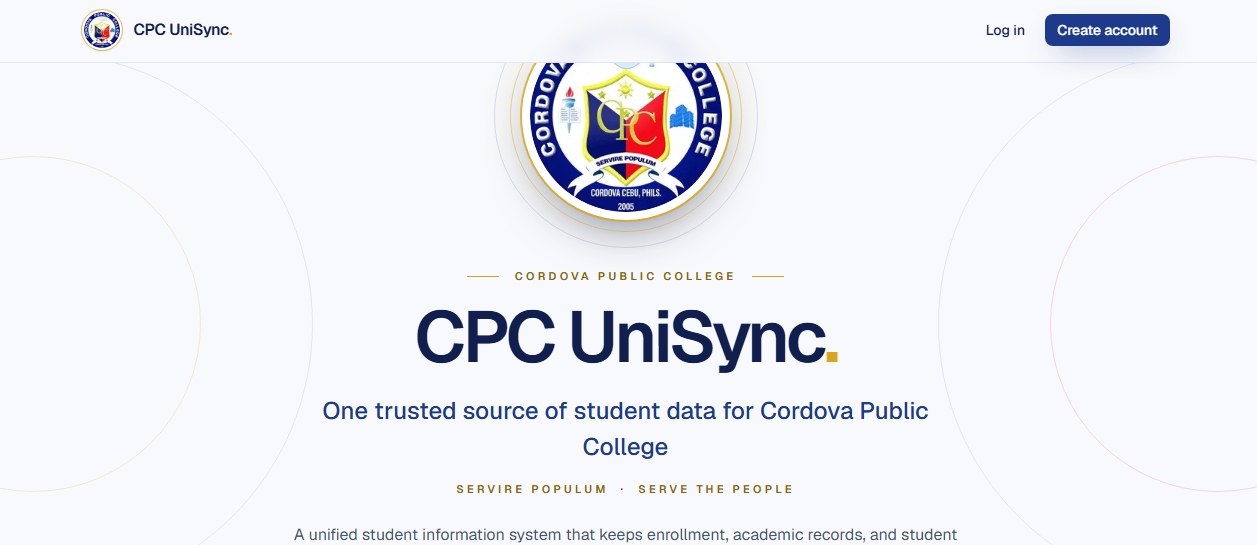 CPC UniSync.
Log in
Create account
CORDOVA
COLLEGE
CPC
SERVIRE POPULUM
CORDOVA CEBU, PHILS.
2005
CORDOVA PUBLIC COLLEGE
CPC UniSync.
One trusted source of student data for Cordova Public
College
SERVIRE POPULUM · SERVE THE PEOPLE
A unified student information system that keeps enrollment, academic records, and student